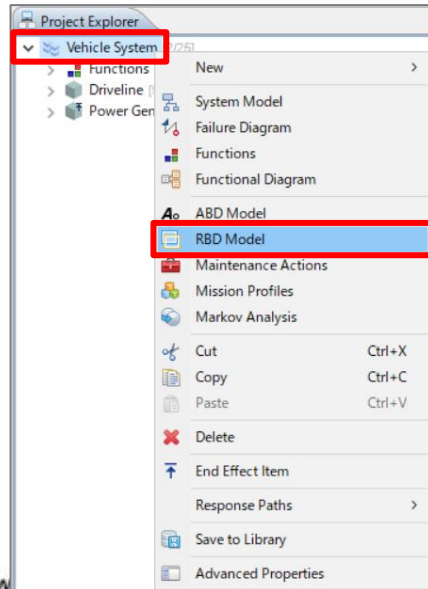 Project Explorer
Vehicle System
Functions
New
Driveline
System Model
Power Gen
Failure Diagram
Functions
Functional Diagram
ABD Model
RBD Model
Maintenance Actions
Mission Profiles
Markov Analysis
Cut Ctrl+X
Copy Ctrl+C
Paste Ctrl+V
Delete
End Effect Item
Response Paths
Save to Library
Advanced Properties